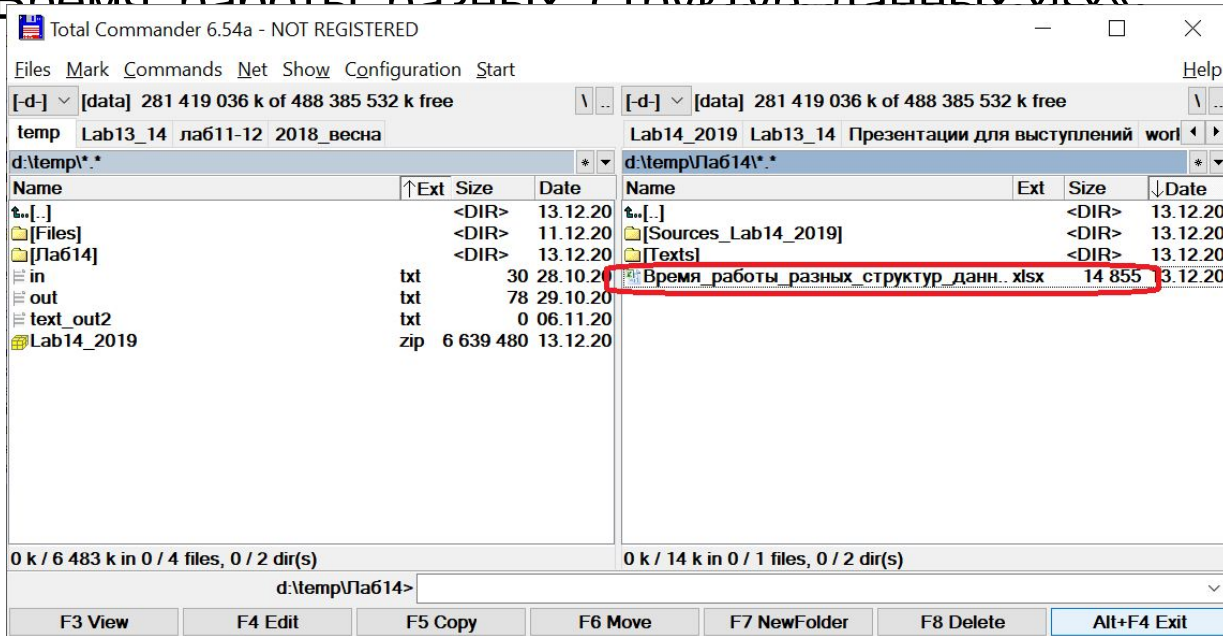 Время_работы_разных_структур_данных.xlsx«.
Total Commander 6.54a - NOT REGISTERED
Files Mark Commands Net Show Configuration Start Help
[-d-] [data] 281 419 036 k of 488 385 532 k free \ .. [-d-] [data] 281 419 036 k of 488 385 532 k free \ ..
temp Lab13_14 лаб11-12 2018_весна Lab14_2019 Lab13_14 Презентации для выступлений
d:\temp\*.* * d:\temp\Лаб14\*.* *
Name ↑Ext Size Date Name Ext Size ↓Date
[..] <DIR> 13.12.20 [..] <DIR> 13.12.20
[Files] <DIR> 11.12.20 [Sources_Lab14_2019] <DIR> 13.12.20
[Лаб14] <DIR> 13.12.20 [Texts] <DIR> 13.12.20
in txt 30 28.10.20 Время_работы_разных_структур_данн.. xlsx 14 855 13.12.20
out txt 78 29.10.20
text_out2 txt 0 06.11.20
Lab14_2019 zip 6 639 480 13.12.20
0 k / 6 483 k in 0 / 4 files, 0 / 2 dir(s) 0 k / 14 k in 0 / 1 files, 0 / 2 dir(s)
d:\temp\Лаб14>
F3 View F4 Edit F5 Copy F6 Move F7 NewFolder F8 Delete Alt+F4 Exit